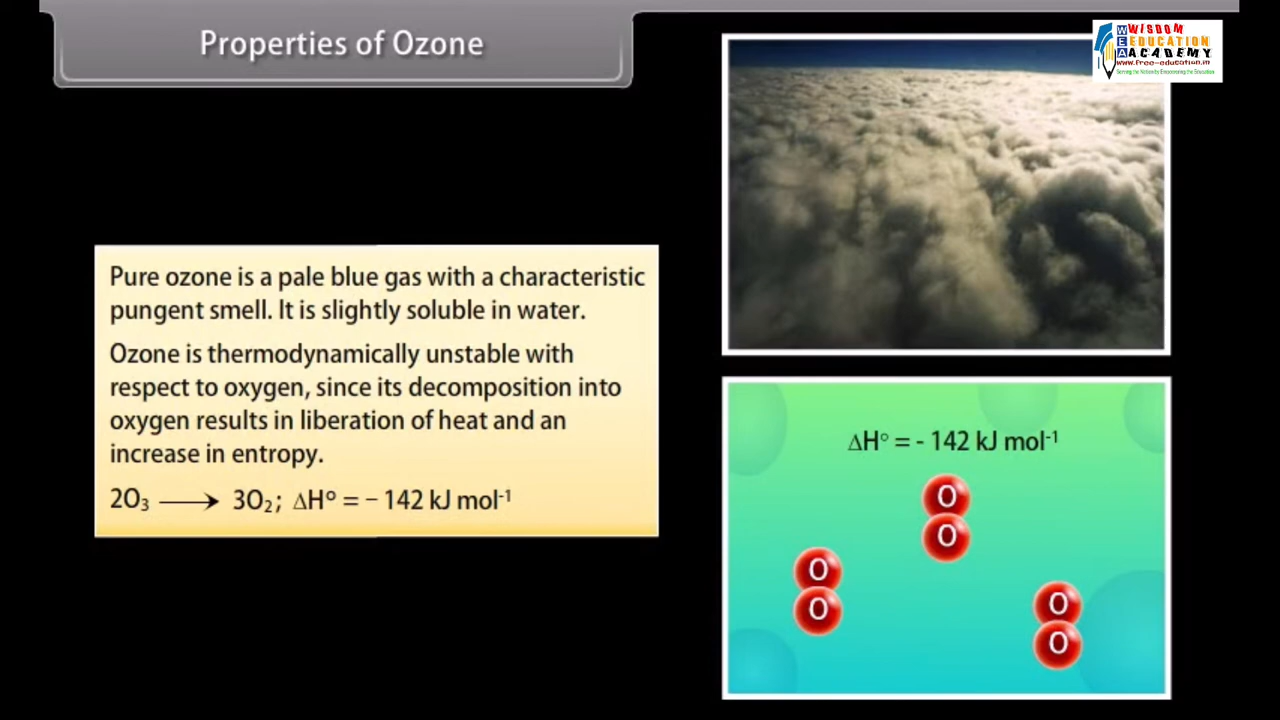 Properties of Ozone
WISDOM
EDUCATION
ACADEMY
WEA
www.free-education.in
Serving the Nation by Empowering the Education
Pure ozone is a pale blue gas with a characteristic
pungent smell. It is slightly soluble in water.
Ozone is thermodynamically unstable with
respect to oxygen, since its decomposition into
oxygen results in liberation of heat and an
increase in entropy.
2O₃ ⟶ 3O₂; ΔH° = – 142 kJ mol⁻¹
ΔH° = - 142 kJ mol⁻¹
O
O
O
O
O
O